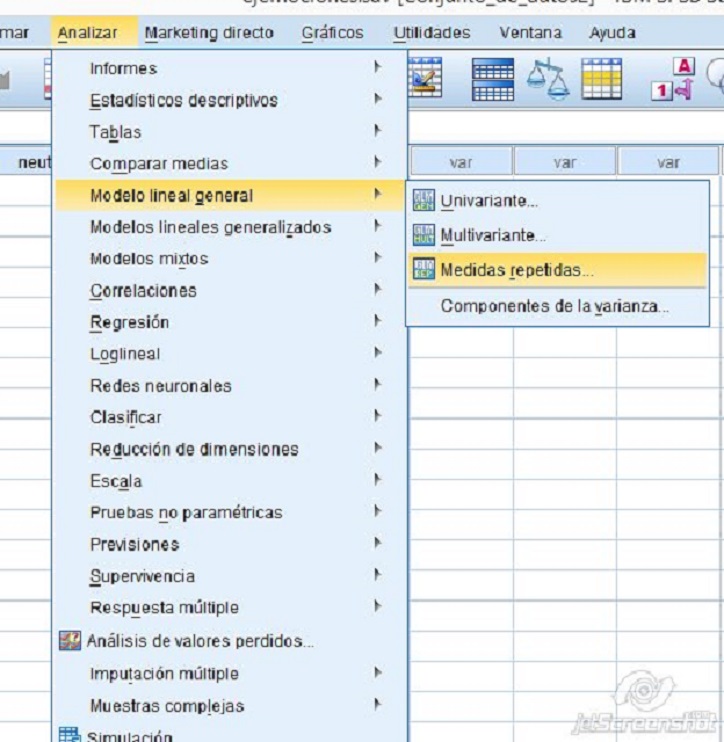 mar Analizar Marketing directo Gráficos Utilidades Ventana Ayuda
A
1
neut var var var
Informes
Estadísticos descriptivos
Tablas
Comparar medias
Modelo lineal general
Univariante...
Modelos lineales generalizados
Multivariante...
Modelos mixtos
Medidas repetidas...
Correlaciones
Componentes de la varianza...
Regresión
Loglineal
Redes neuronales
Clasificar
Reducción de dimensiones
Escala
Pruebas no paramétricas
Previsiones
Supervivencia
Respuesta múltiple
Análisis de valores perdidos...
Imputación múltiple
Muestras complejas
Simulación
jetScreenshot